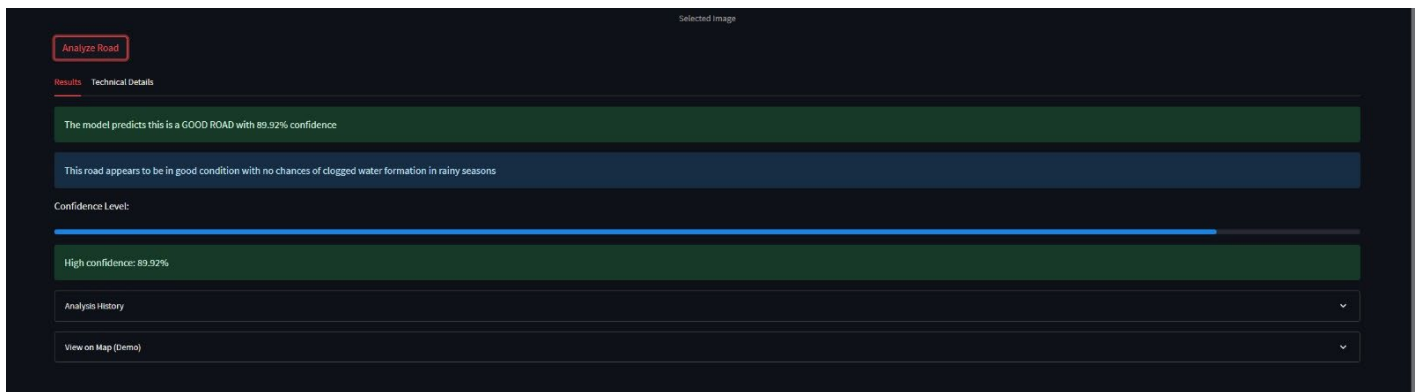 Selected Image
Analyze Road
Results Technical Details
The model predicts this is a GOOD ROAD with 89.92% confidence
This road appears to be in good condition with no chances of clogged water formation in rainy seasons
Confidence Level:
High confidence: 89.92%
Analysis History
View on Map (Demo)